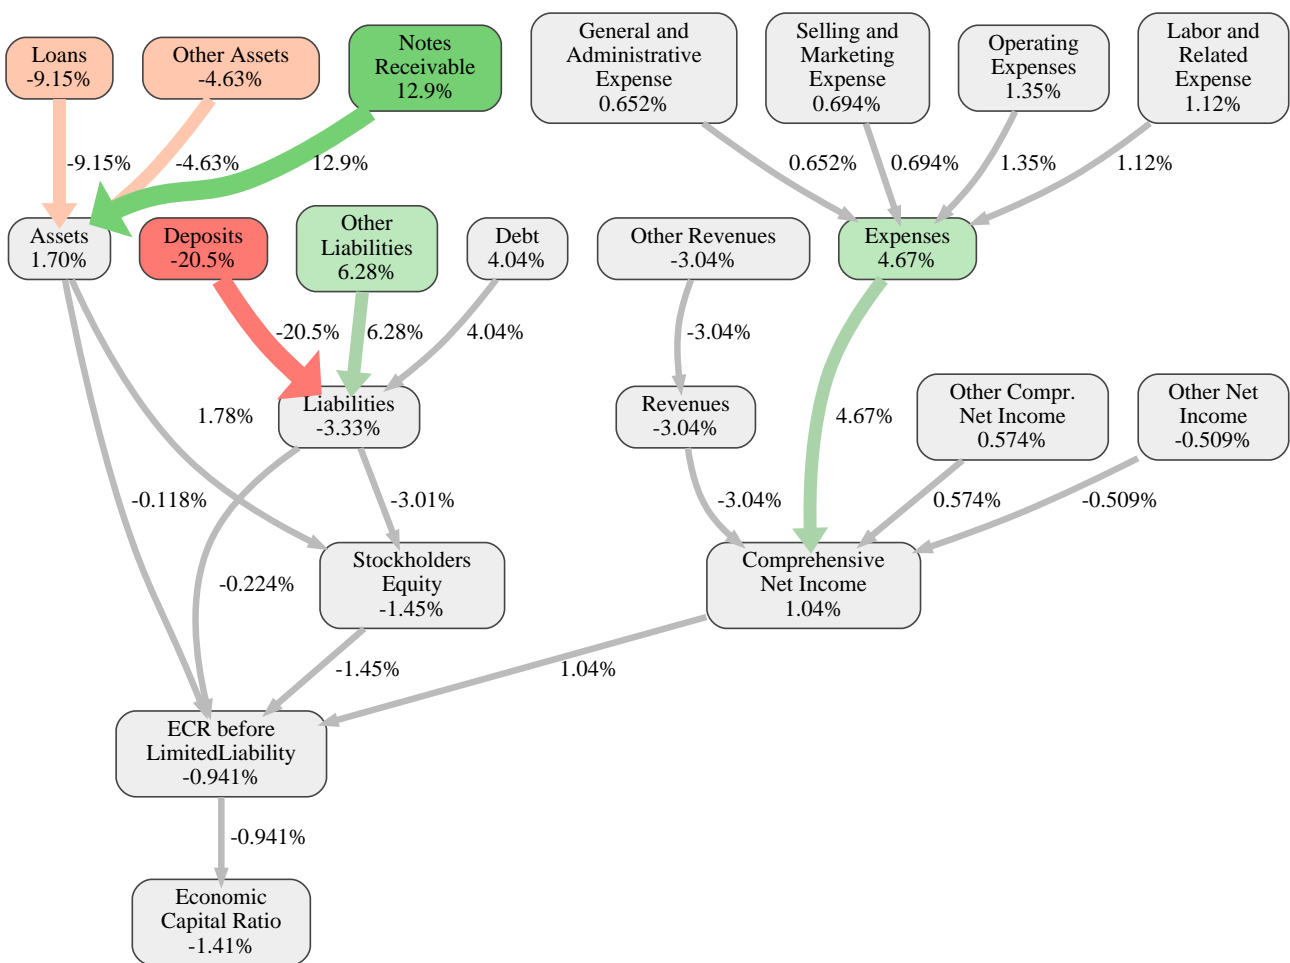 Loans
-9.15%
Other Assets
-4.63%
Notes
Receivable
12.9%
General and
Administrative
Expense
0.652%
Selling and
Marketing
Expense
0.694%
Operating
Expenses
1.35%
Labor and
Related
Expense
1.12%
-9.15%
-4.63%
12.9%
0.652%
0.694%
1.35%
1.12%
Assets
1.70%
Deposits
-20.5%
Other
Liabilities
6.28%
Debt
4.04%
Other Revenues
-3.04%
Expenses
4.67%
-20.5%
6.28%
4.04%
-3.04%
1.78%
Liabilities
-3.33%
Revenues
-3.04%
4.67%
Other Compr.
Net Income
0.574%
Other Net
Income
-0.509%
-0.118%
-3.01%
-3.04%
0.574%
-0.509%
-0.224%
Stockholders
Equity
-1.45%
Comprehensive
Net Income
1.04%
-1.45%
1.04%
ECR before
LimitedLiability
-0.941%
-0.941%
Economic
Capital Ratio
-1.41%